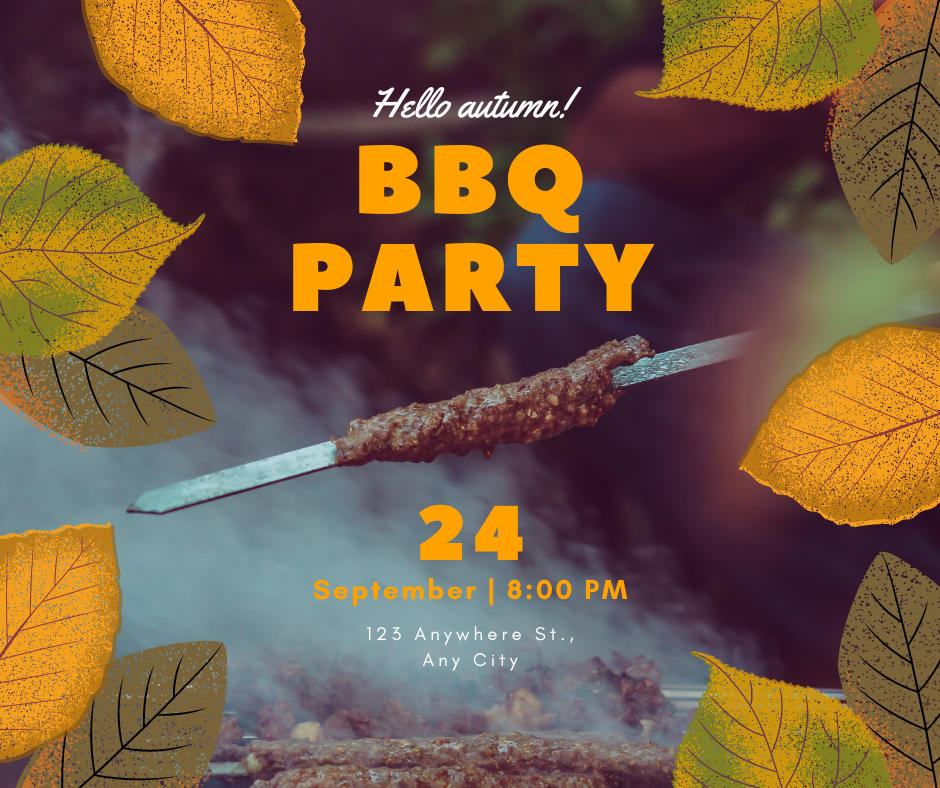 Hello autumn!
BBQ
PARTY
24
September | 8:00 PM
123 Anywhere St.,
Any City